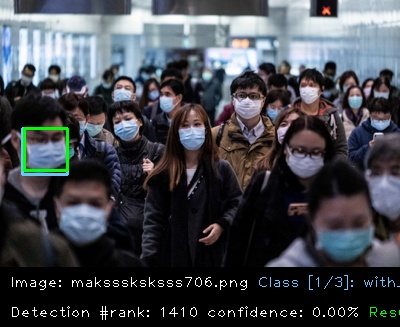 Image: maksssksksss706.png Class [1/3]: with_
Detection #rank: 1410 confidence: 0.00% Res